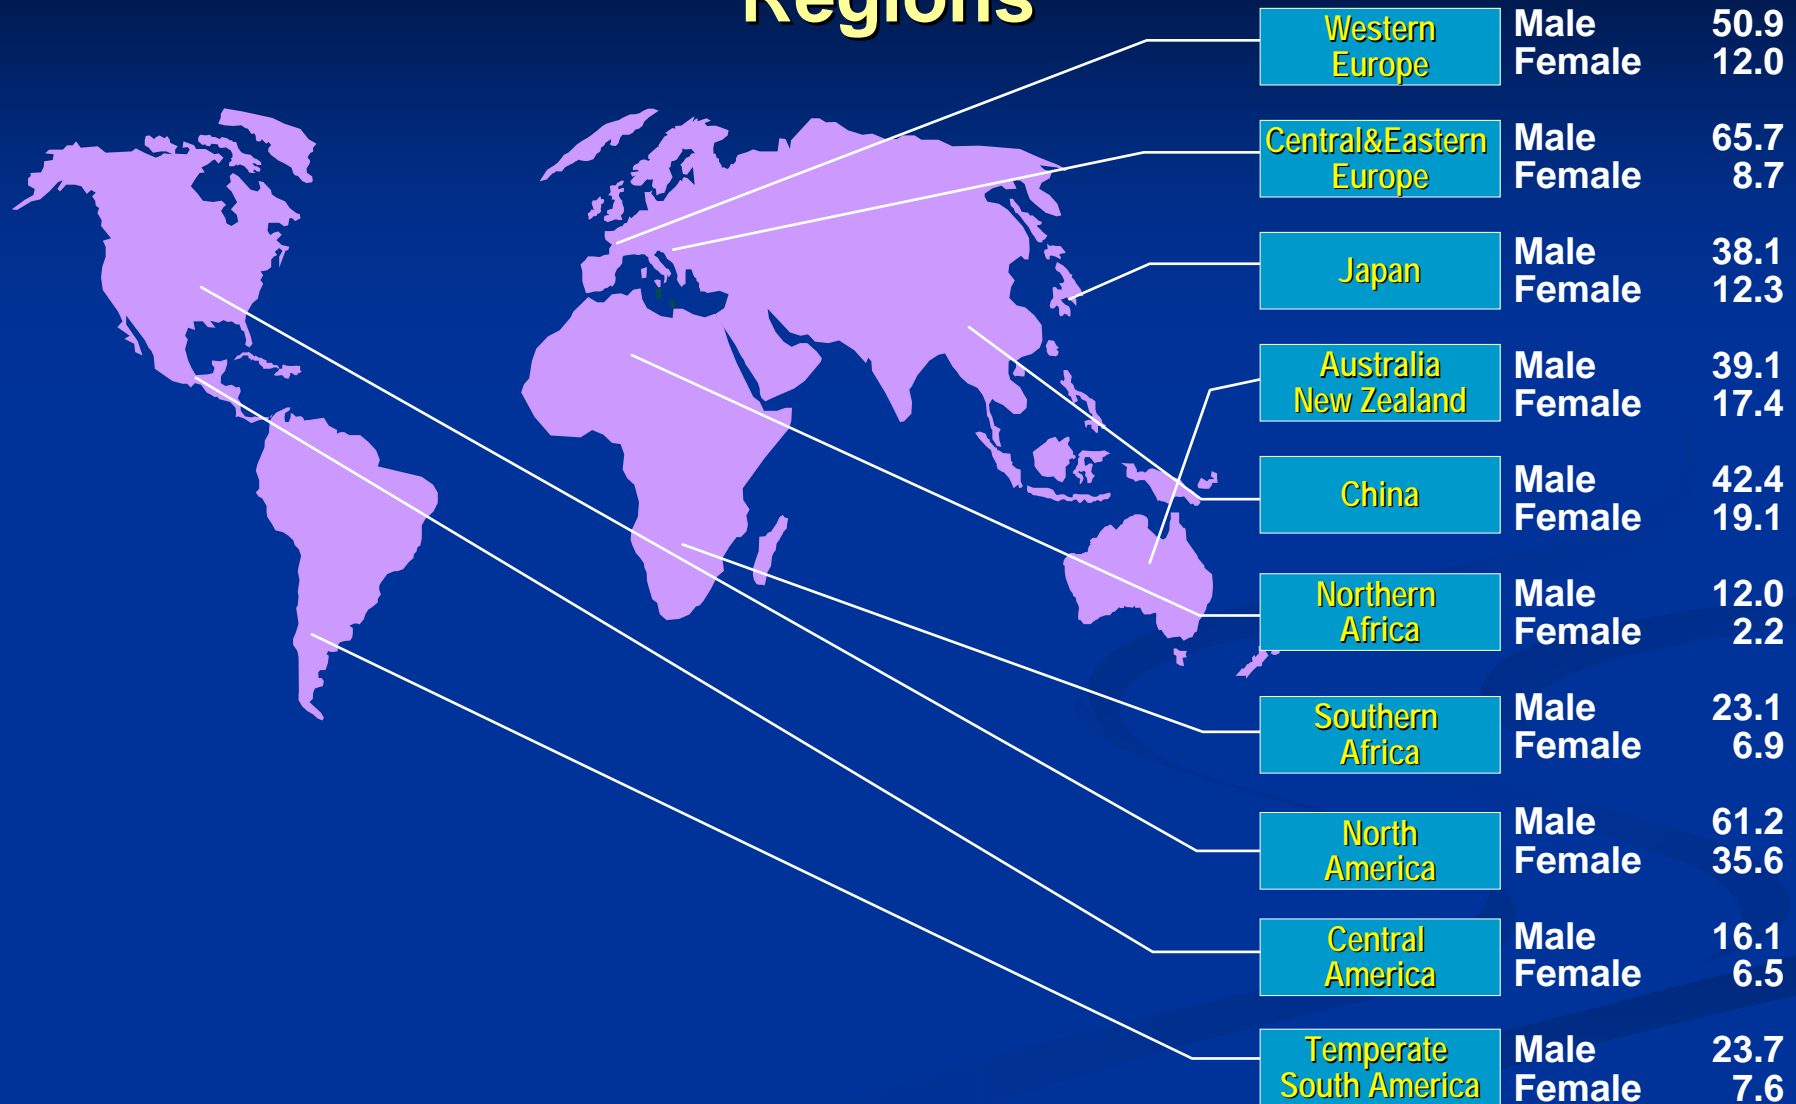 Regions
Western
Europe
Male 50.9
Female 12.0
Central&Eastern
Europe
Male 65.7
Female 8.7
Japan
Male 38.1
Female 12.3
Australia
New Zealand
Male 39.1
Female 17.4
China
Male 42.4
Female 19.1
Northern
Africa
Male 12.0
Female 2.2
Southern
Africa
Male 23.1
Female 6.9
North
America
Male 61.2
Female 35.6
Central
America
Male 16.1
Female 6.5
Temperate
South America
Male 23.7
Female 7.6